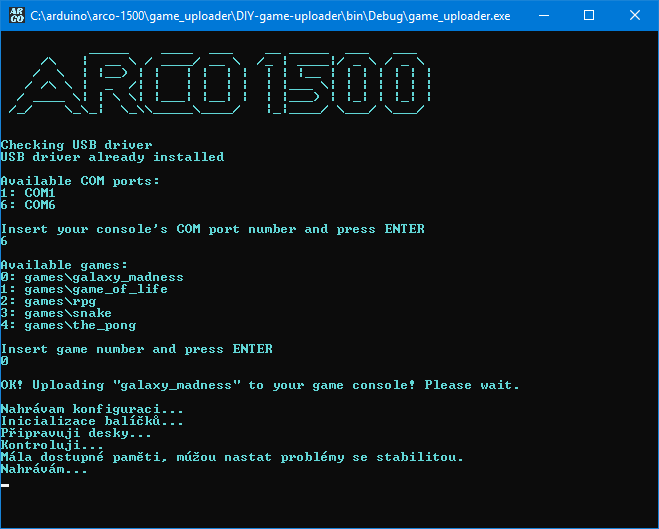 C:\arduino\arco-1500\game_uploader\DIY-game-uploader\bin\Debug\game_uploader.exe
ARCO 1500
Checking USB driver
USB driver already installed
Available COM ports:
1: COM1
6: COM6
Insert your console's COM port number and press ENTER
6
Available games:
0: games\galaxy_madness
1: games\game_of_life
2: games\rpg
3: games\snake
4: games\the_pong
Insert game number and press ENTER
0
OK! Uploading "galaxy_madness" to your game console! Please wait.
Nahrávam konfiguraci...
Inicializace balíčků...
Připravuji desky...
Kontroluji...
Mála dostupné paměti, múžou nastat problémy se stabilitou.
Nahrávám...